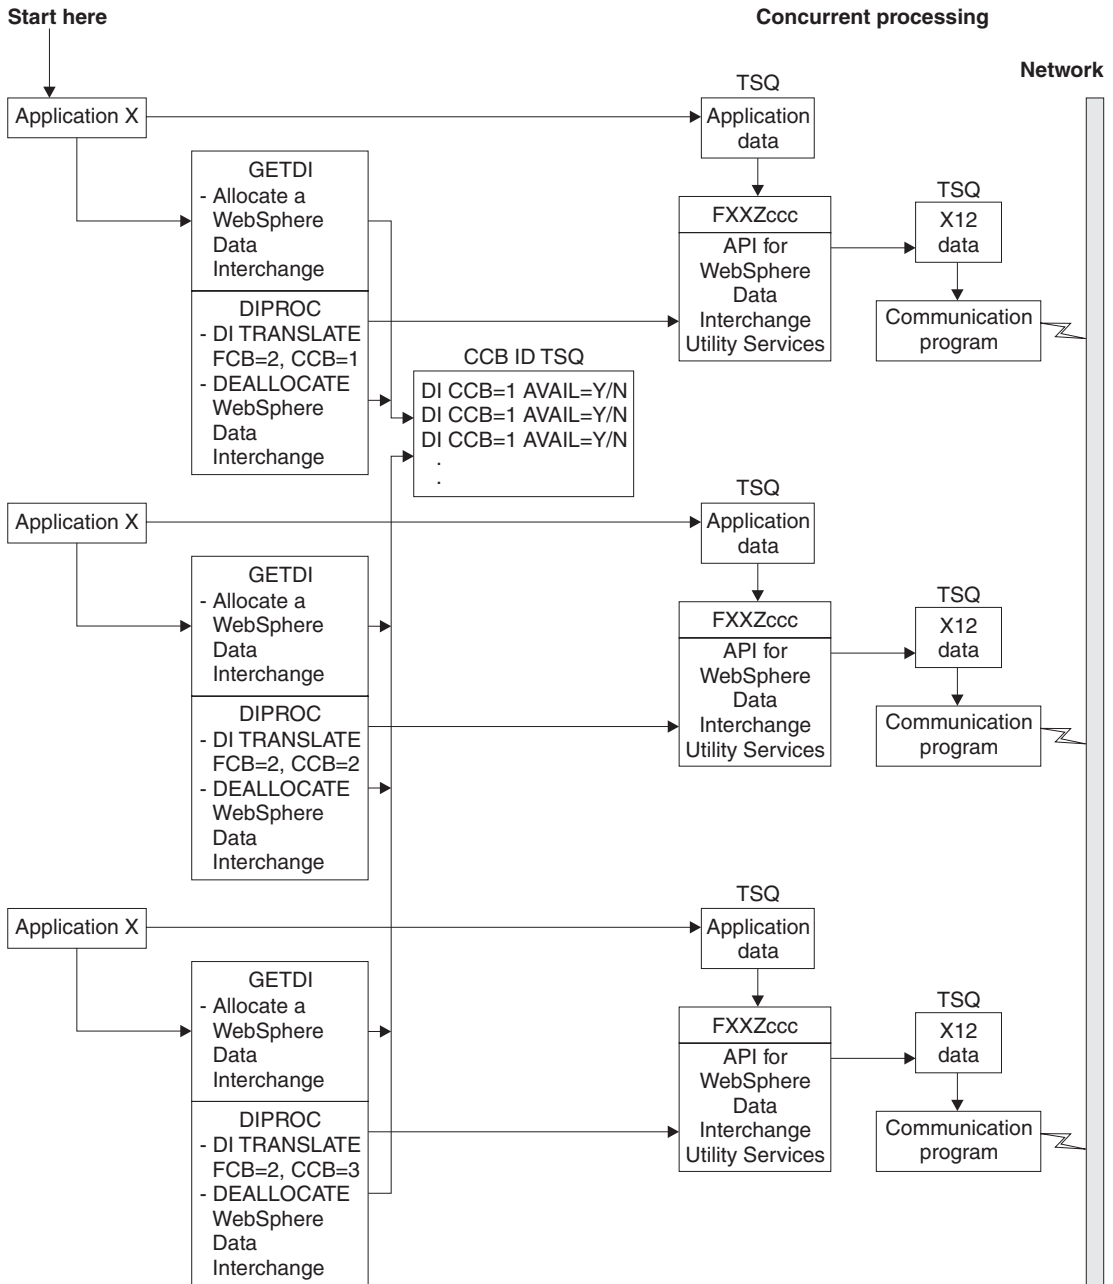 Start here
Concurrent processing
Network
Application X
TSQ
Application
data
GETDI
- Allocate a
WebSphere
Data
Interchange
DIPROC
- DI TRANSLATE
FCB=2, CCB=1
- DEALLOCATE
WebSphere
Data
Interchange
FXXZccc
API for
WebSphere
Data
Interchange
Utility Services
TSQ
X12
data
Communication
program
CCB ID TSQ
DI CCB=1 AVAIL=Y/N
DI CCB=1 AVAIL=Y/N
DI CCB=1 AVAIL=Y/N
.
.
Application X
TSQ
Application
data
GETDI
- Allocate a
WebSphere
Data
Interchange
DIPROC
- DI TRANSLATE
FCB=2, CCB=2
- DEALLOCATE
WebSphere
Data
Interchange
FXXZccc
API for
WebSphere
Data
Interchange
Utility Services
TSQ
X12
data
Communication
program
Application X
TSQ
Application
data
GETDI
- Allocate a
WebSphere
Data
Interchange
DIPROC
- DI TRANSLATE
FCB=2, CCB=3
- DEALLOCATE
WebSphere
Data
Interchange
FXXZccc
API for
WebSphere
Data
Interchange
Utility Services
TSQ
X12
data
Communication
program